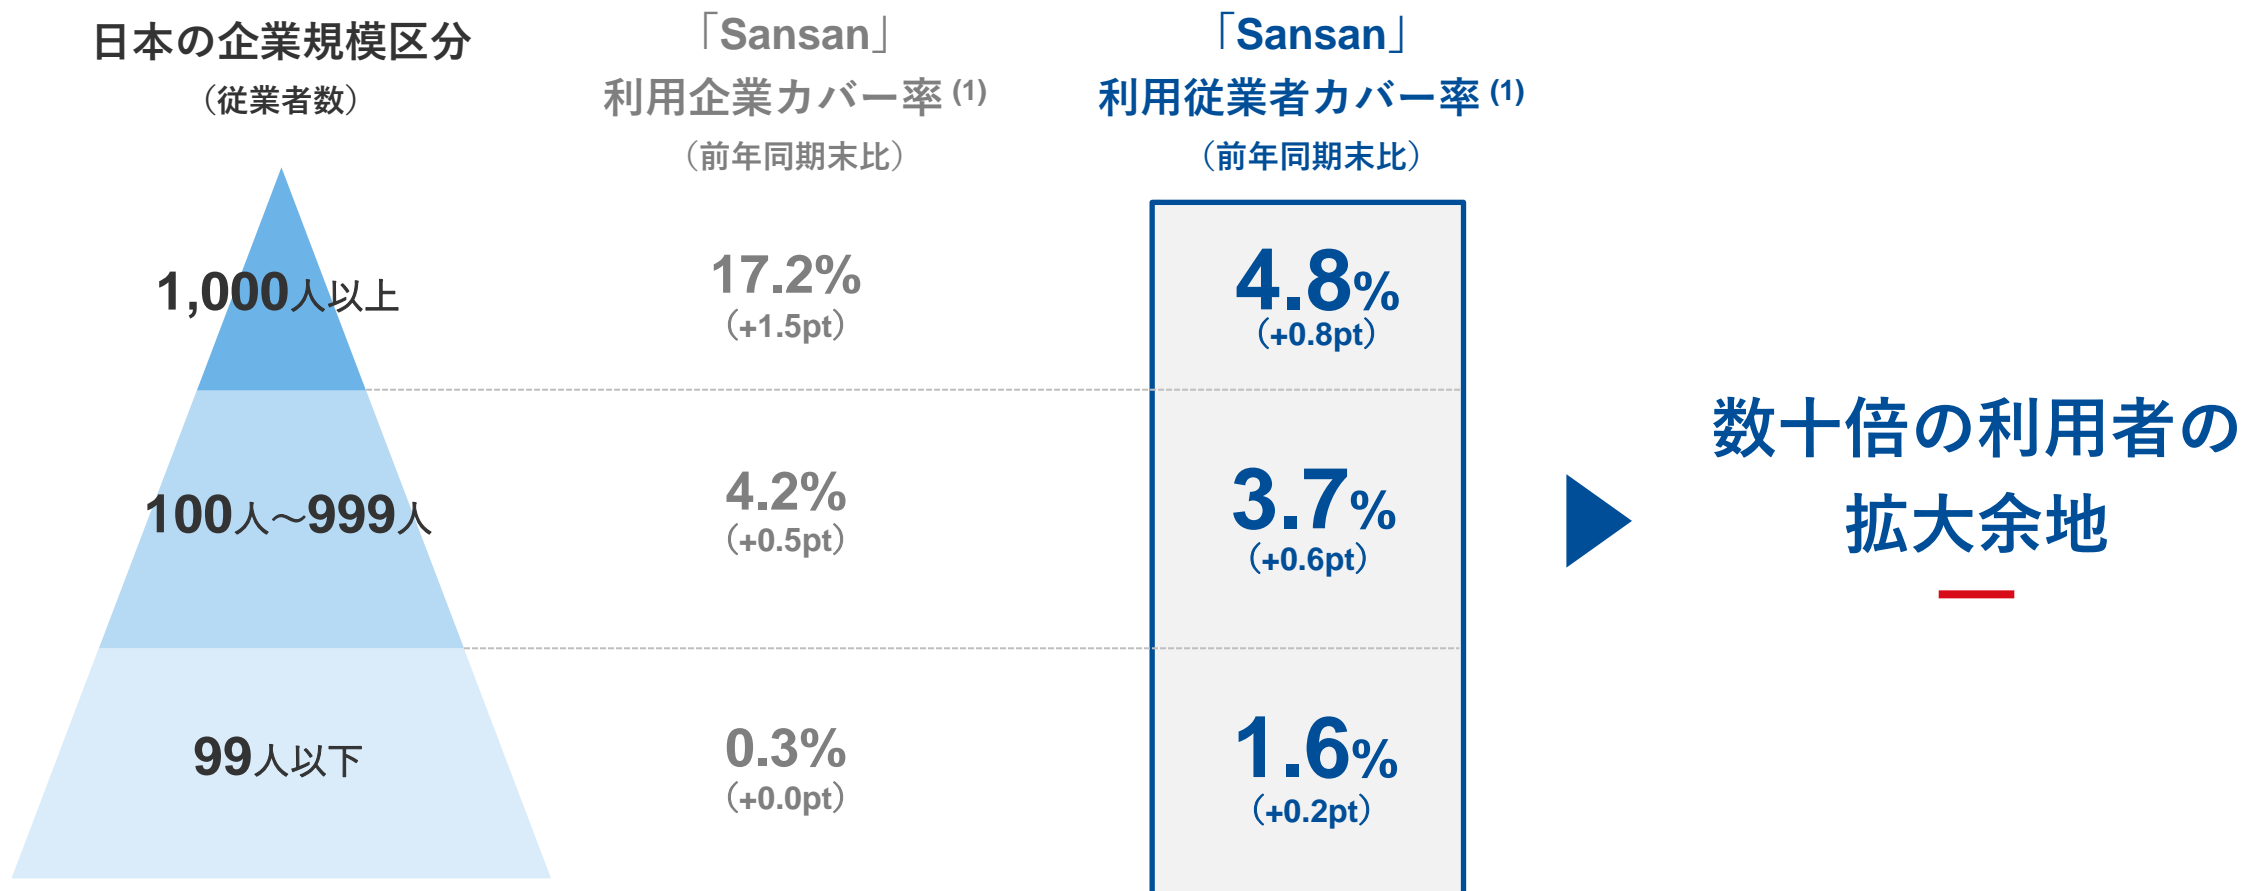 日本の企業規模区分
（従業者数）
「Sansan」
利用企業カバー率 (1)
（前年同期末比）
「Sansan」
利用従業者カバー率 (1)
（前年同期末比）
1,000人以上
17.2%
（+1.5pt）
4.8%
（+0.8pt）
100人～999人
4.2%
（+0.5pt）
3.7%
（+0.6pt）
99人以下
0.3%
（+0.0pt）
1.6%
（+0.2pt）
数十倍の利用者の
拡大余地